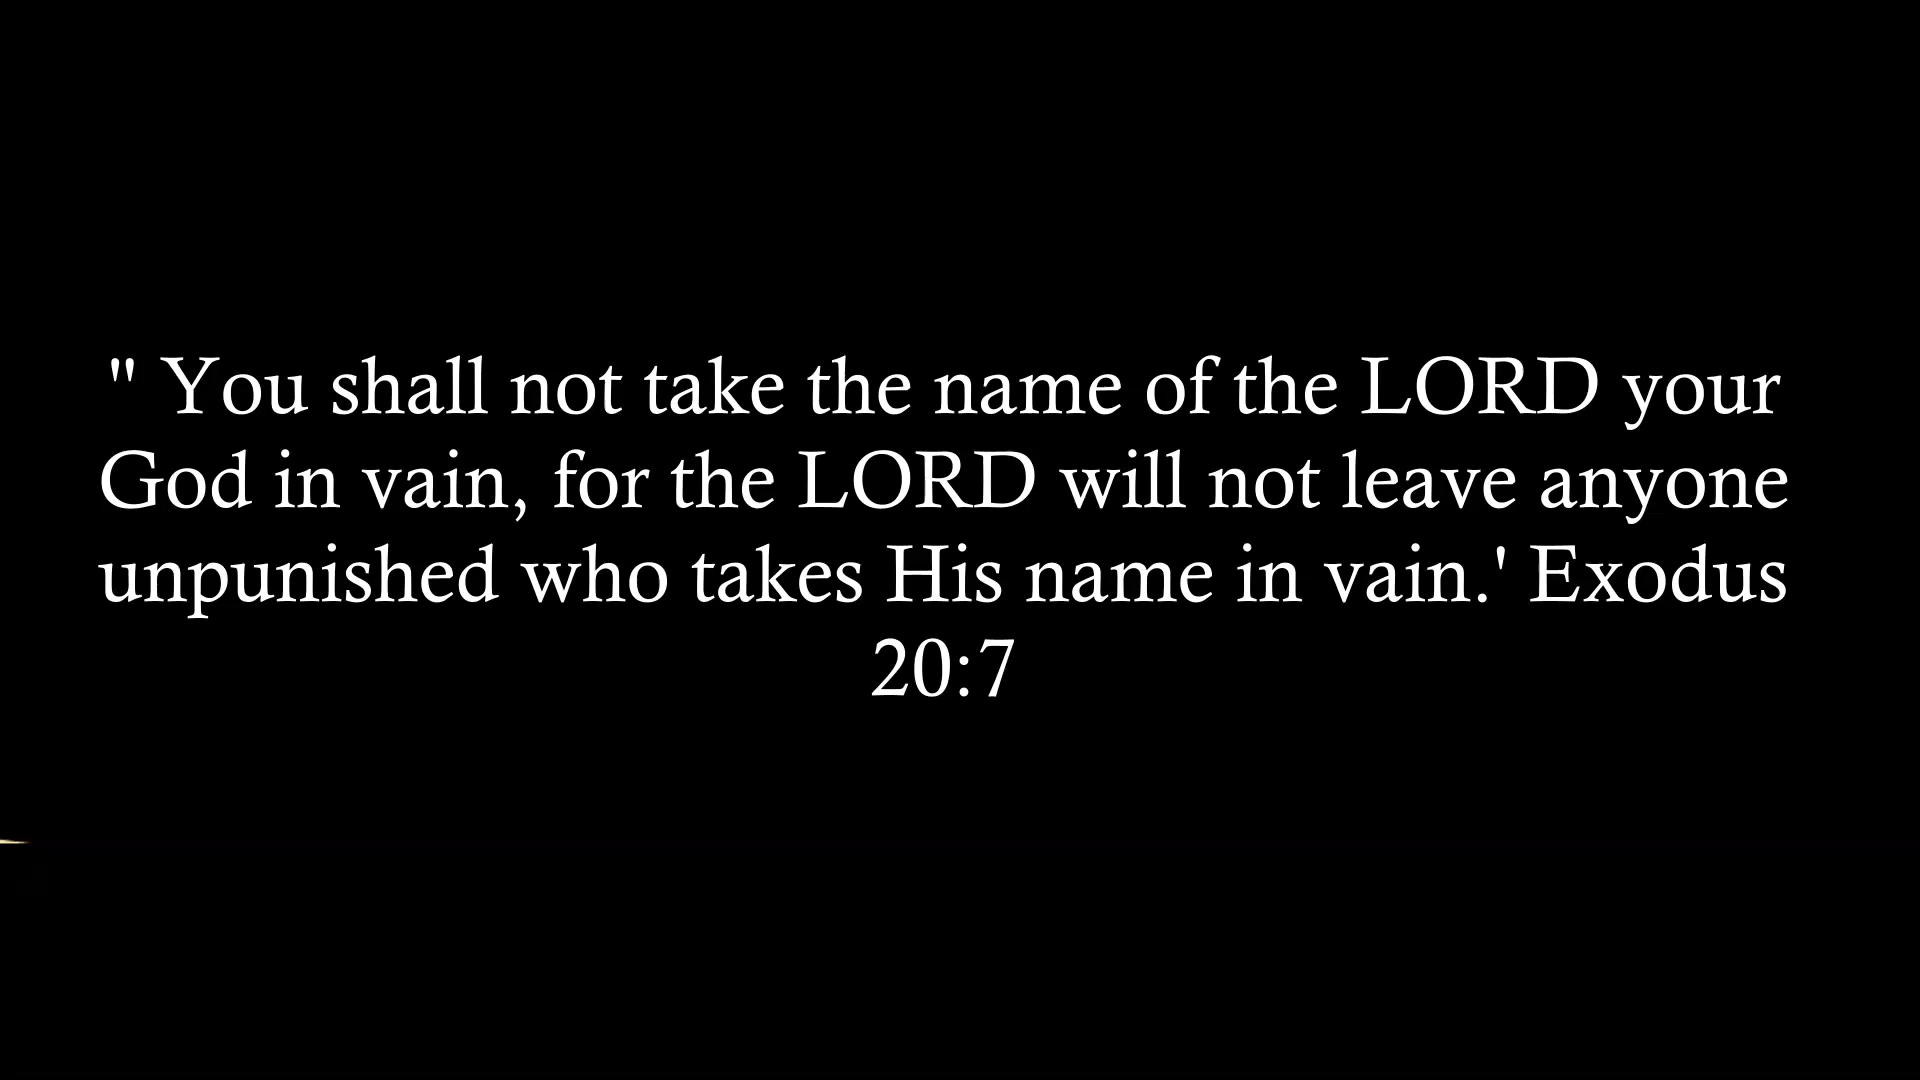 " You shall not take the name of the LORD your
God in vain, for the LORD will not leave anyone
unpunished who takes His name in vain.' Exodus
20:7